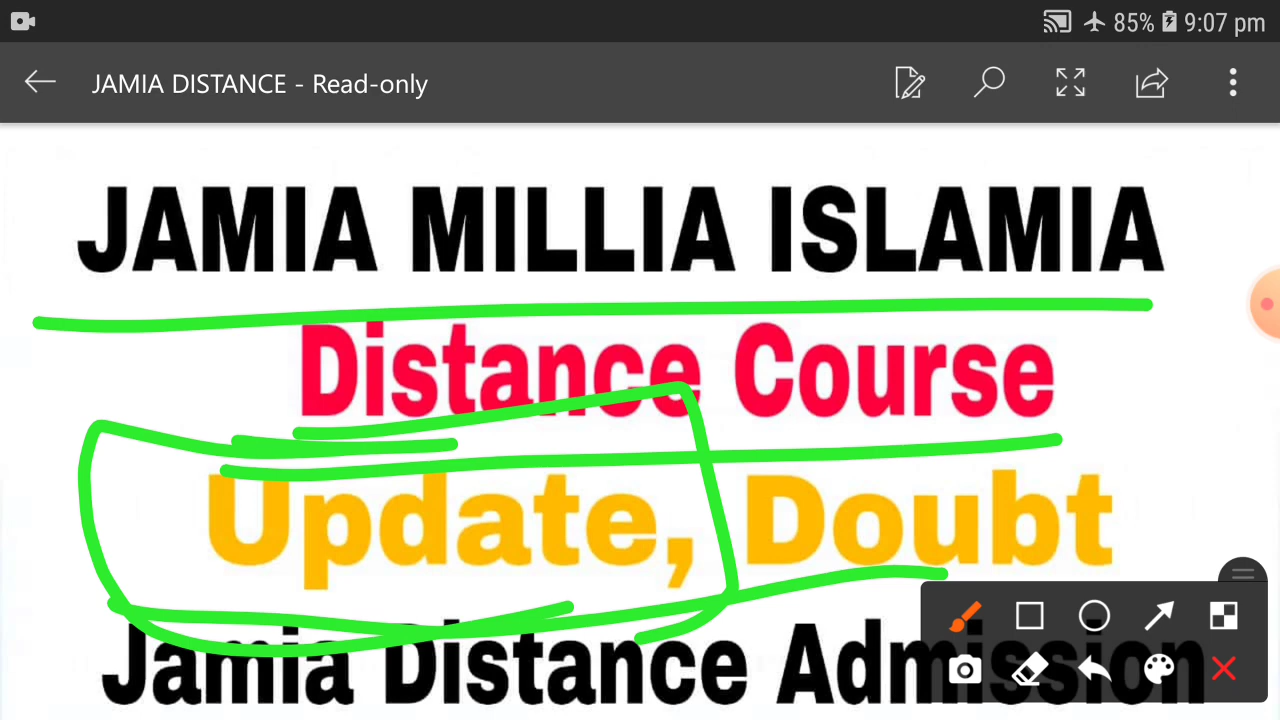 85% 9:07 pm
JAMIA DISTANCE - Read-only
JAMIA MILLIA ISLAMIA
Distance Course
Update, Doubt
Jamia Distance Admission